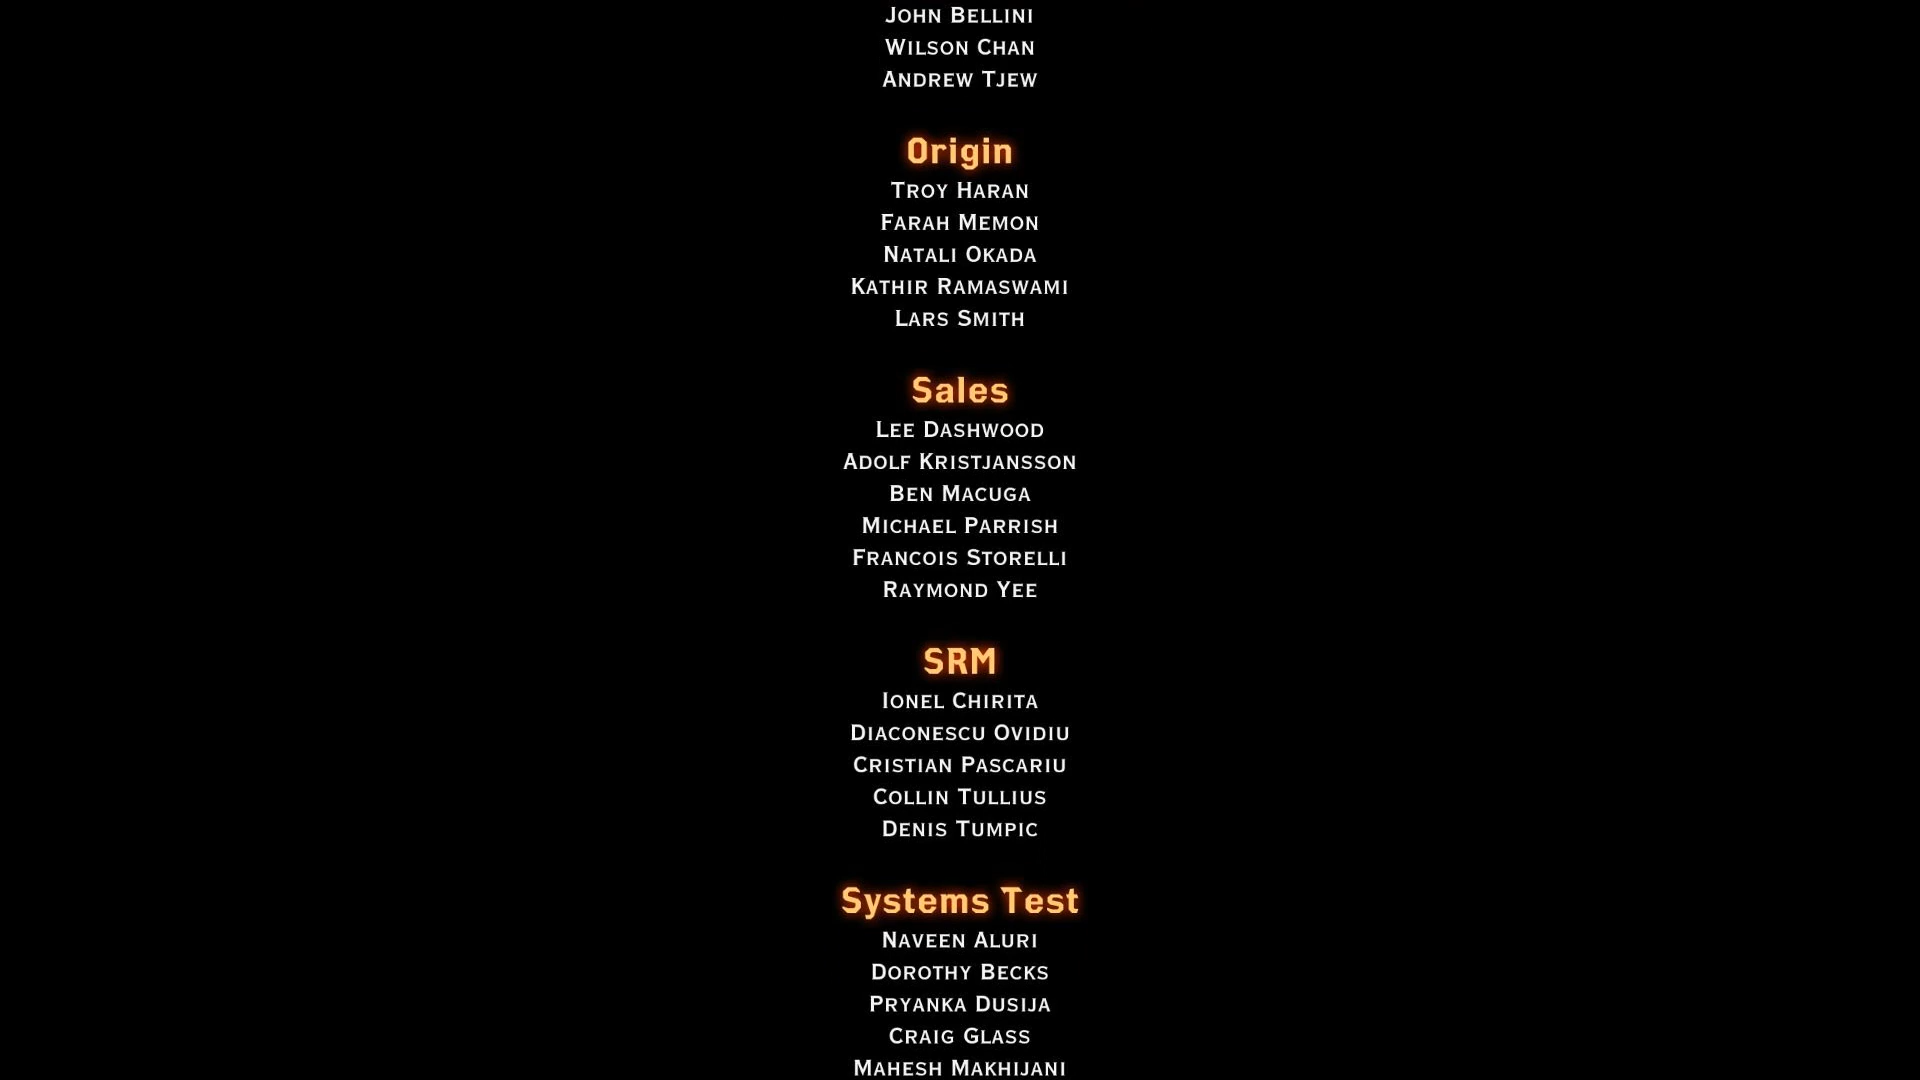 John Bellini
Wilson Chan
Andrew Tjew
Origin
Troy Haran
Farah Memon
Natali Okada
Kathir Ramaswami
Lars Smith
Sales
Lee Dashwood
Adolf Kristjansson
Ben Macuga
Michael Parrish
Francois Storelli
Raymond Yee
SRM
Ionel Chirita
Diaconescu Ovidiu
Cristian Pascariu
Collin Tullius
Denis Tumpic
Systems Test
Naveen Aluri
Dorothy Becks
Pryanka Dusija
Craig Glass
Mahesh Makhijani